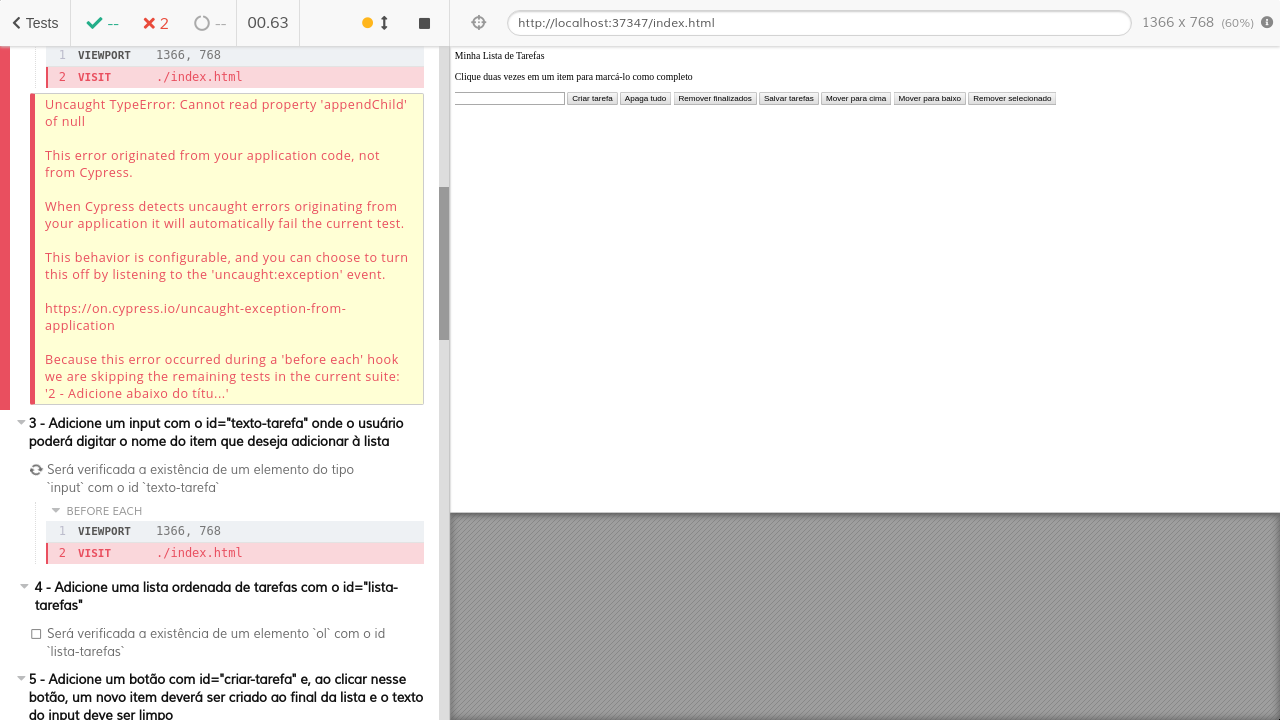 Tests
--
2
--
00.63
http://localhost:37347/index.html
1366 x 768 (60%)
1 VIEWPORT 1366, 768
2 VISIT ./index.html
Uncaught TypeError: Cannot read property 'appendChild'
of null
This error originated from your application code, not
from Cypress.
When Cypress detects uncaught errors originating from
your application it will automatically fail the current test.
This behavior is configurable, and you can choose to turn
this off by listening to the 'uncaught:exception' event.
https://on.cypress.io/uncaught-exception-from-
application
Because this error occurred during a 'before each' hook
we are skipping the remaining tests in the current suite:
'2 - Adicione abaixo do títu...'
3 - Adicione um input com o id="texto-tarefa" onde o usuário
poderá digitar o nome do item que deseja adicionar à lista
Será verificada a existência de um elemento do tipo
`input` com o id `texto-tarefa`
BEFORE EACH
1 VIEWPORT 1366, 768
2 VISIT ./index.html
4 - Adicione uma lista ordenada de tarefas com o id="lista-
tarefas"
Será verificada a existência de um elemento `ol` com o id
`lista-tarefas`
5 - Adicione um botão com id="criar-tarefa" e, ao clicar nesse
botão, um novo item deverá ser criado ao final da lista e o texto
do input deve ser limpo
Minha Lista de Tarefas
Clique duas vezes em um item para marcá-lo como completo
Criar tarefa Apaga tudo Remover finalizados Salvar tarefas Mover para cima Mover para baixo Remover selecionado